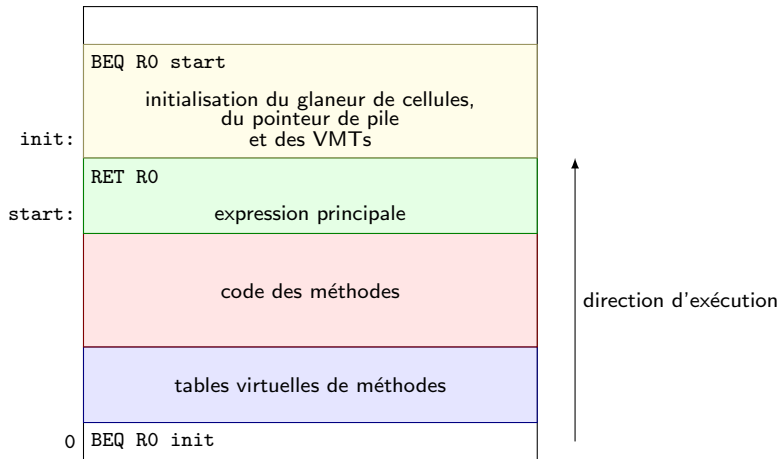 BEQ R0 start
initialisation du glaneur de cellules,
du pointeur de pile
init:
et des VMTs
RET R0
start:
expression principale
code des méthodes
direction d'exécution
tables virtuelles de méthodes
0
BEQ R0 init